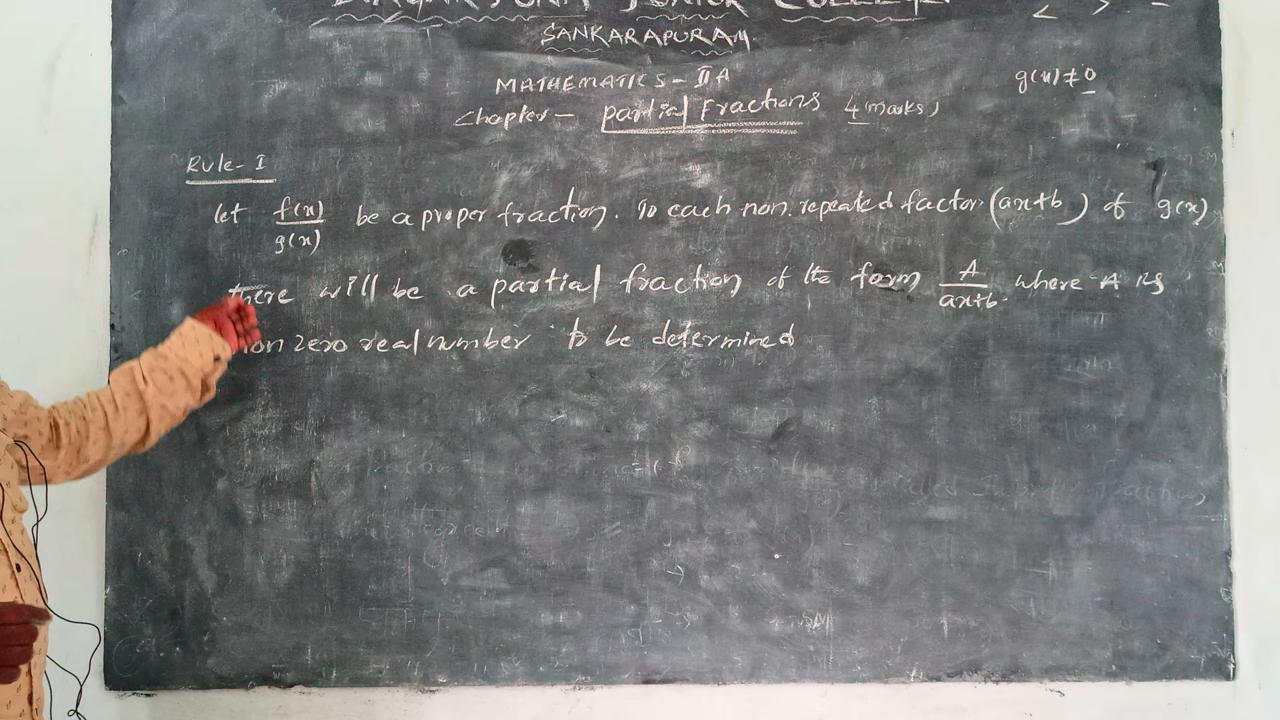 JUNIOR COLLEGE
SANKARAPURAM
MATHEMATICS - IIA
g(x) ≠ 0
Chapter - Partial Fractions 4 (marks)
Rule - I
let f(x)/g(x) be a proper fraction. To each non. repeated factor (ax+b) of g(x)
there will be a partial fraction of the form A/ax+b. where A is
non zero real number to be determined